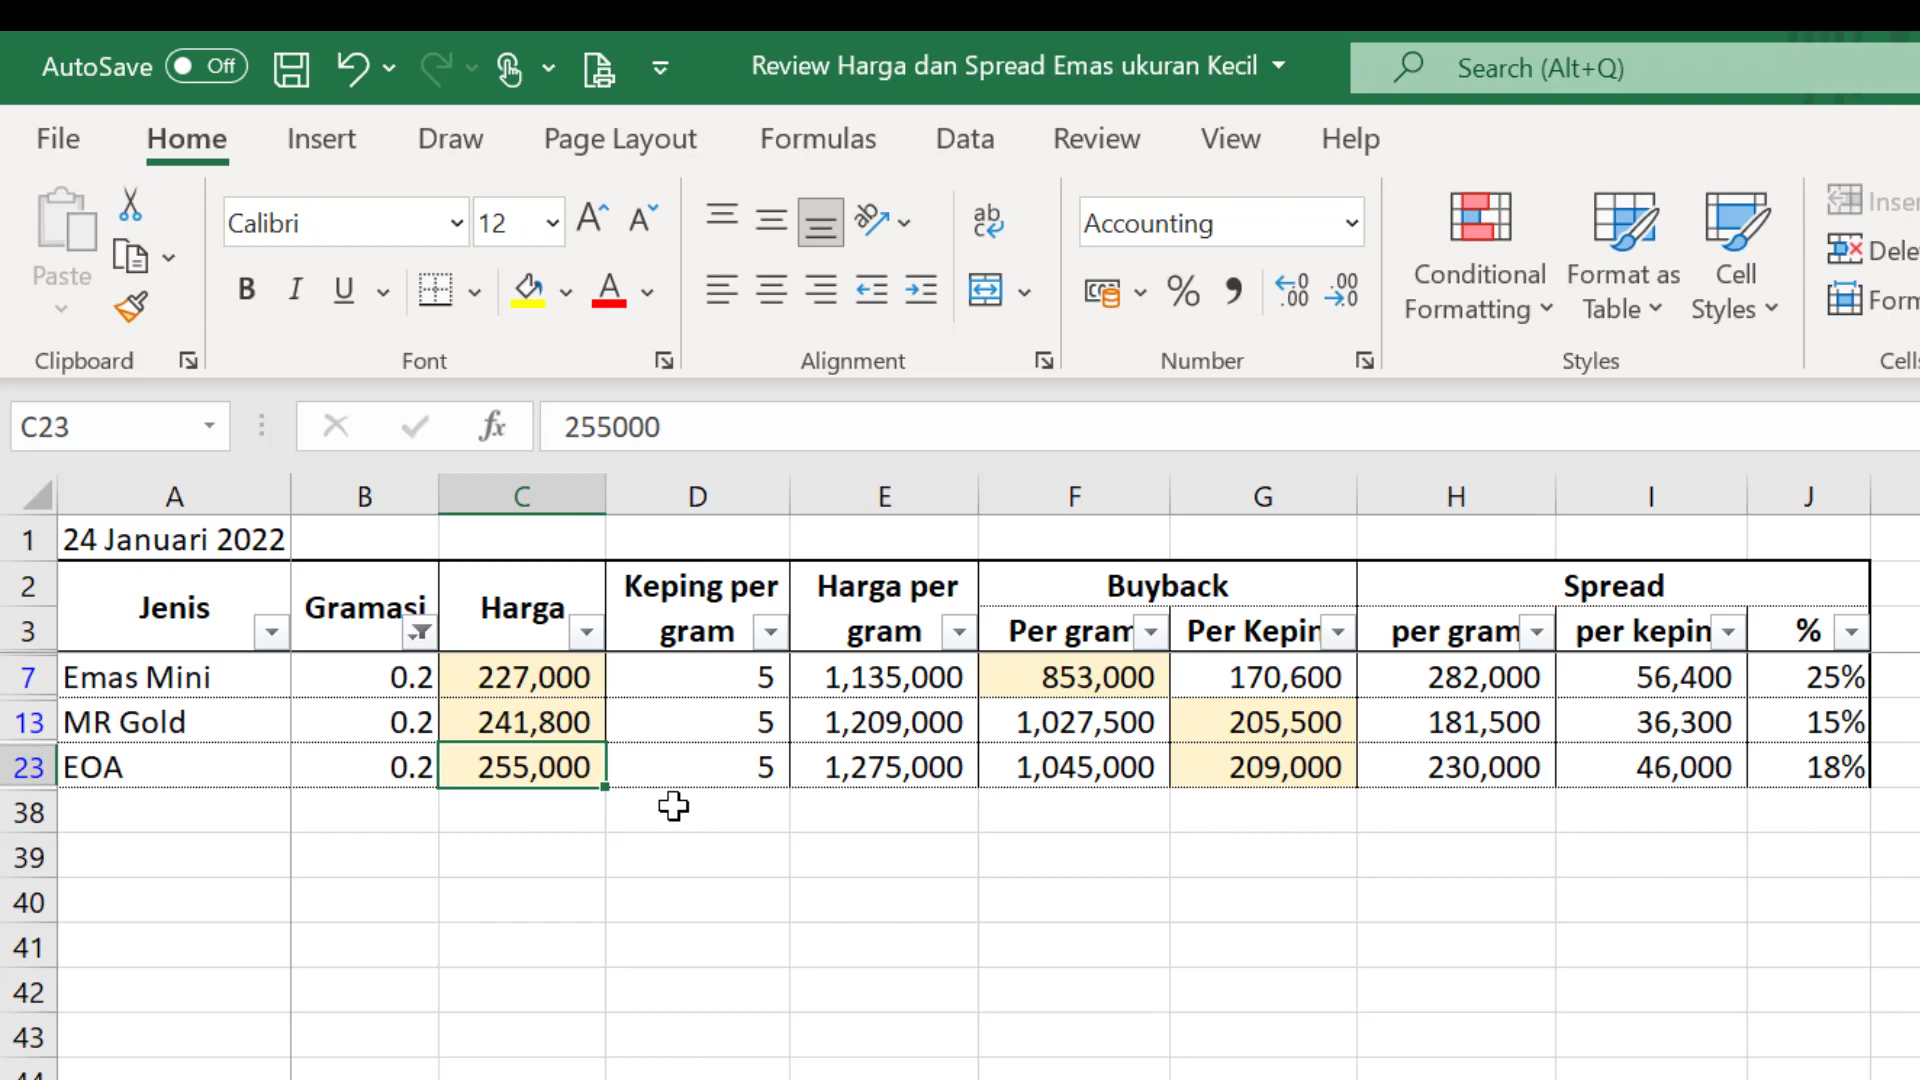 AutoSave Off Review Harga dan Spread Emas ukuran Kecil Search (Alt+Q)
File Home Insert Draw Page Layout Formulas Data Review View Help
Paste
Calibri 12
Accounting
Conditional Formatting
Format as Table
Cell Styles
Clipboard Font Alignment Number Styles
C23 fx 255000
A B C D E F G H I J
1 24 Januari 2022
2 Jenis Gramasi Harga Keping per Harga per Buyback Spread
3 gram gram Per gram Per Kepin per gram per kepin %
7 Emas Mini 0.2 227,000 5 1,135,000 853,000 170,600 282,000 56,400 25%
13 MR Gold 0.2 241,800 5 1,209,000 1,027,500 205,500 181,500 36,300 15%
23 EOA 0.2 255,000 5 1,275,000 1,045,000 209,000 230,000 46,000 18%
38
39
40
41
42
43